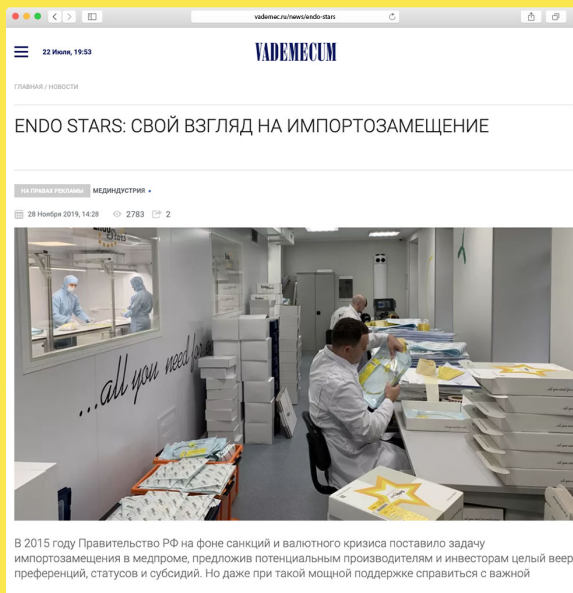 vademec.ru/news/endo-stars
22 Июля, 19:53
VADEMECUM
ГЛАВНАЯ / НОВОСТИ
ENDO STARS: СВОЙ ВЗГЛЯД НА ИМПОРТОЗАМЕЩЕНИЕ
НА ПРАВАХ РЕКЛАМЫ МЕДИНДУСТРИЯ
28 Ноября 2019, 14:28 2783 2
Stars
...all you need for
В 2015 году Правительство РФ на фоне санкций и валютного кризиса поставило задачу
импортозамещения в медпроме, предложив потенциальным производителям и инвесторам целый веер
преференций, статусов и субсидий. Но даже при такой мощной поддержке справиться с важной